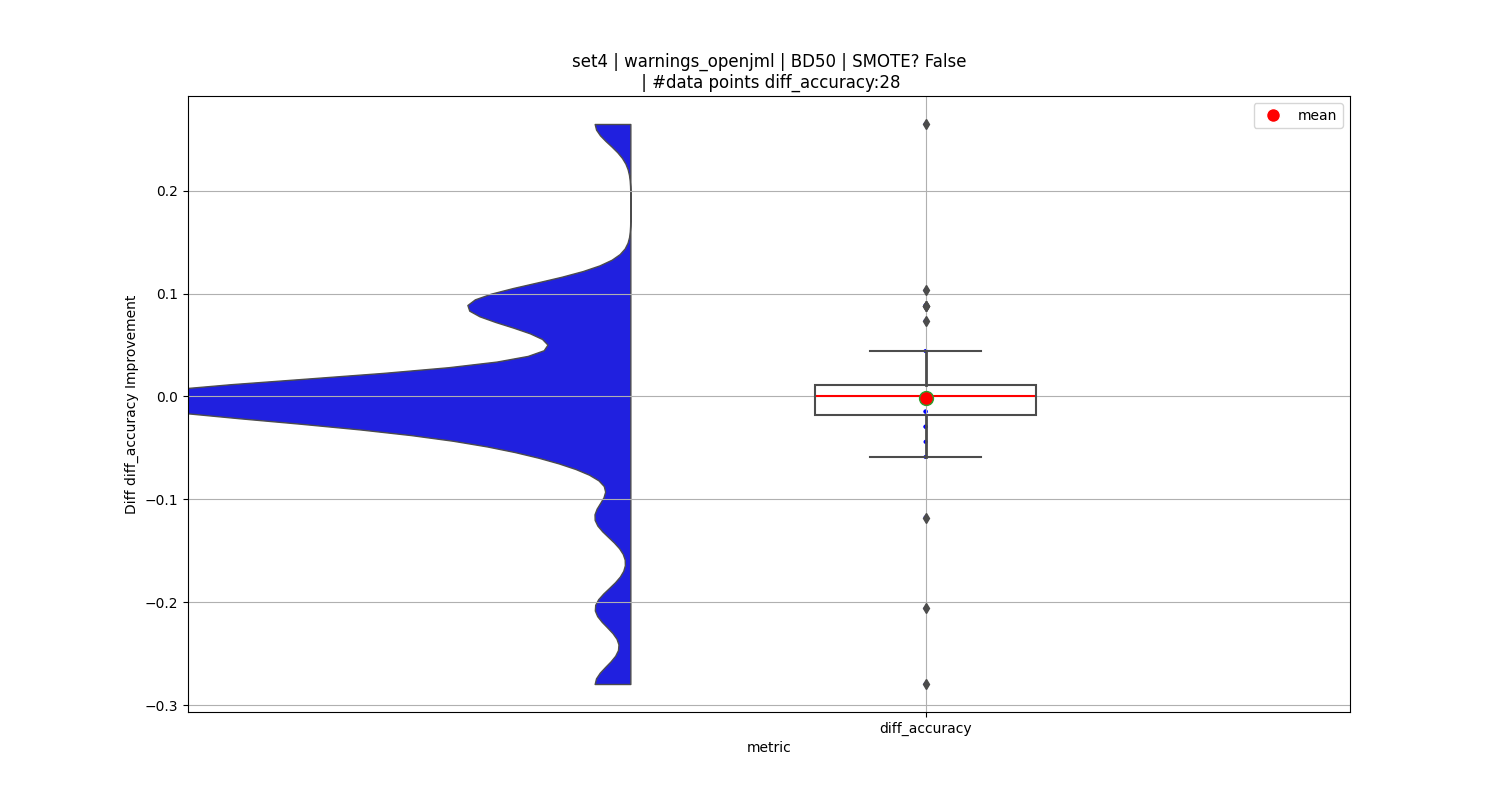 set4 | warnings_openjml | BD50 | SMOTE? False
| #data points diff_accuracy:28
mean
Diff diff_accuracy Improvement
0.2
0.1
0.0
−0.1
−0.2
−0.3
diff_accuracy
metric